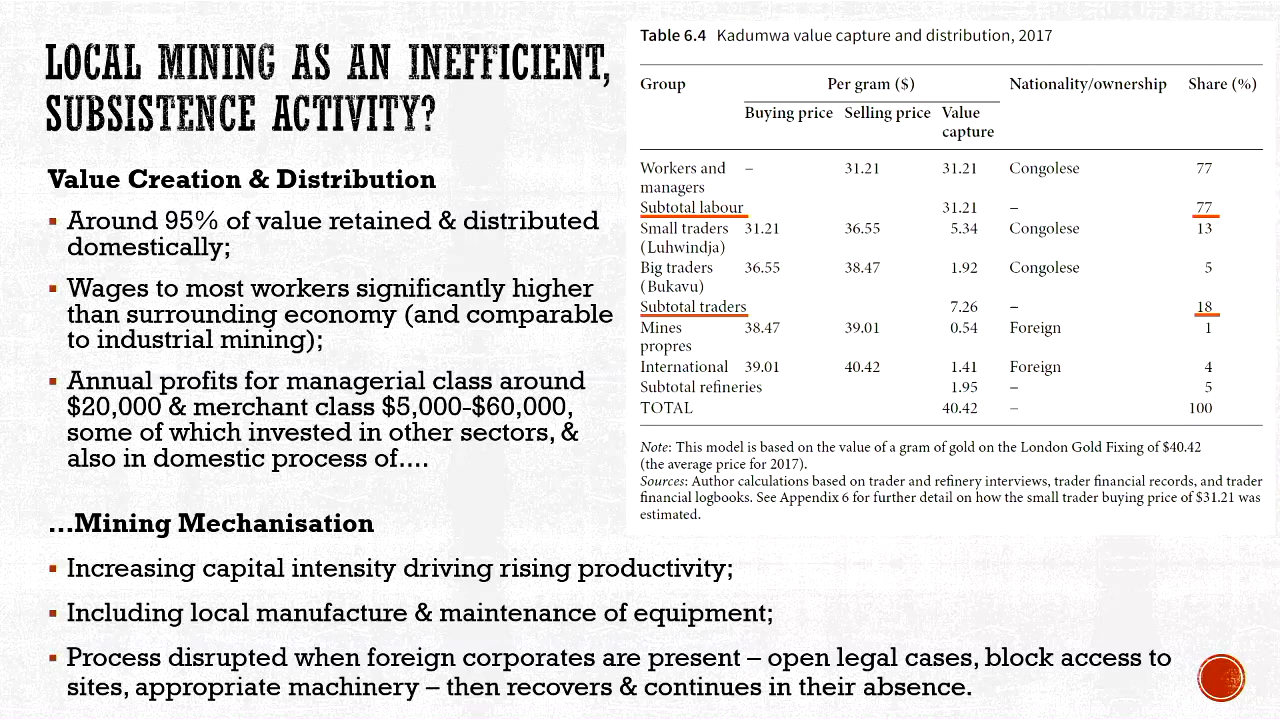 LOCAL MINING AS AN INEFFICIENT,
SUBSISTENCE ACTIVITY?
Value Creation & Distribution
▪ Around 95% of value retained & distributed
domestically;
▪ Wages to most workers significantly higher
than surrounding economy (and comparable
to industrial mining);
▪ Annual profits for managerial class around
$20,000 & merchant class $5,000-$60,000,
some of which invested in other sectors, &
also in domestic process of….
…Mining Mechanisation
▪ Increasing capital intensity driving rising productivity;
▪ Including local manufacture & maintenance of equipment;
▪ Process disrupted when foreign corporates are present – open legal cases, block access to
sites, appropriate machinery – then recovers & continues in their absence.
Table 6.4 Kadumwa value capture and distribution, 2017
Group Per gram ($) Nationality/ownership Share (%)
Buying price Selling price Value
capture
Workers and – 31.21 31.21 Congolese 77
managers
Subtotal labour 31.21 – 77
Small traders 31.21 36.55 5.34 Congolese 13
(Luhwindja)
Big traders 36.55 38.47 1.92 Congolese 5
(Bukavu)
Subtotal traders 7.26 – 18
Mines 38.47 39.01 0.54 Foreign 1
propres
International 39.01 40.42 1.41 Foreign 4
Subtotal refineries 1.95 – 5
TOTAL 40.42 – 100
Note: This model is based on the value of a gram of gold on the London Gold Fixing of $40.42
(the average price for 2017).
Sources: Author calculations based on trader and refinery interviews, trader financial records, and trader
financial logbooks. See Appendix 6 for further detail on how the small trader buying price of $31.21 was
estimated.